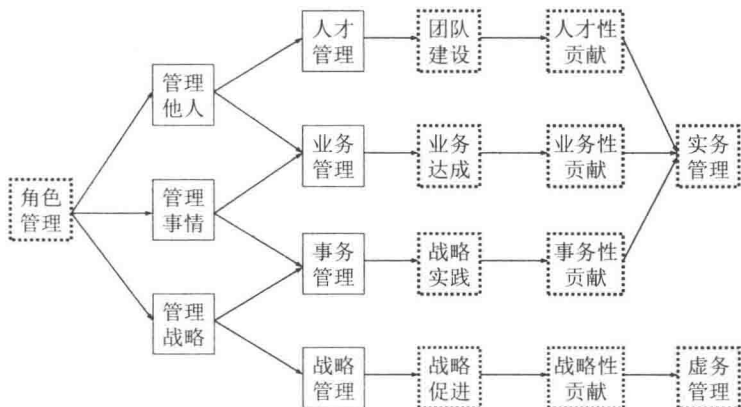 人才
管理
团队
建设
人才性
贡献
管理
他人
业务
管理
业务
达成
业务性
贡献
实务
管理
角色
管理
管理
事情
事务
管理
战略
实践
事务性
贡献
管理
战略
战略
管理
战略
促进
战略性
贡献
虚务
管理